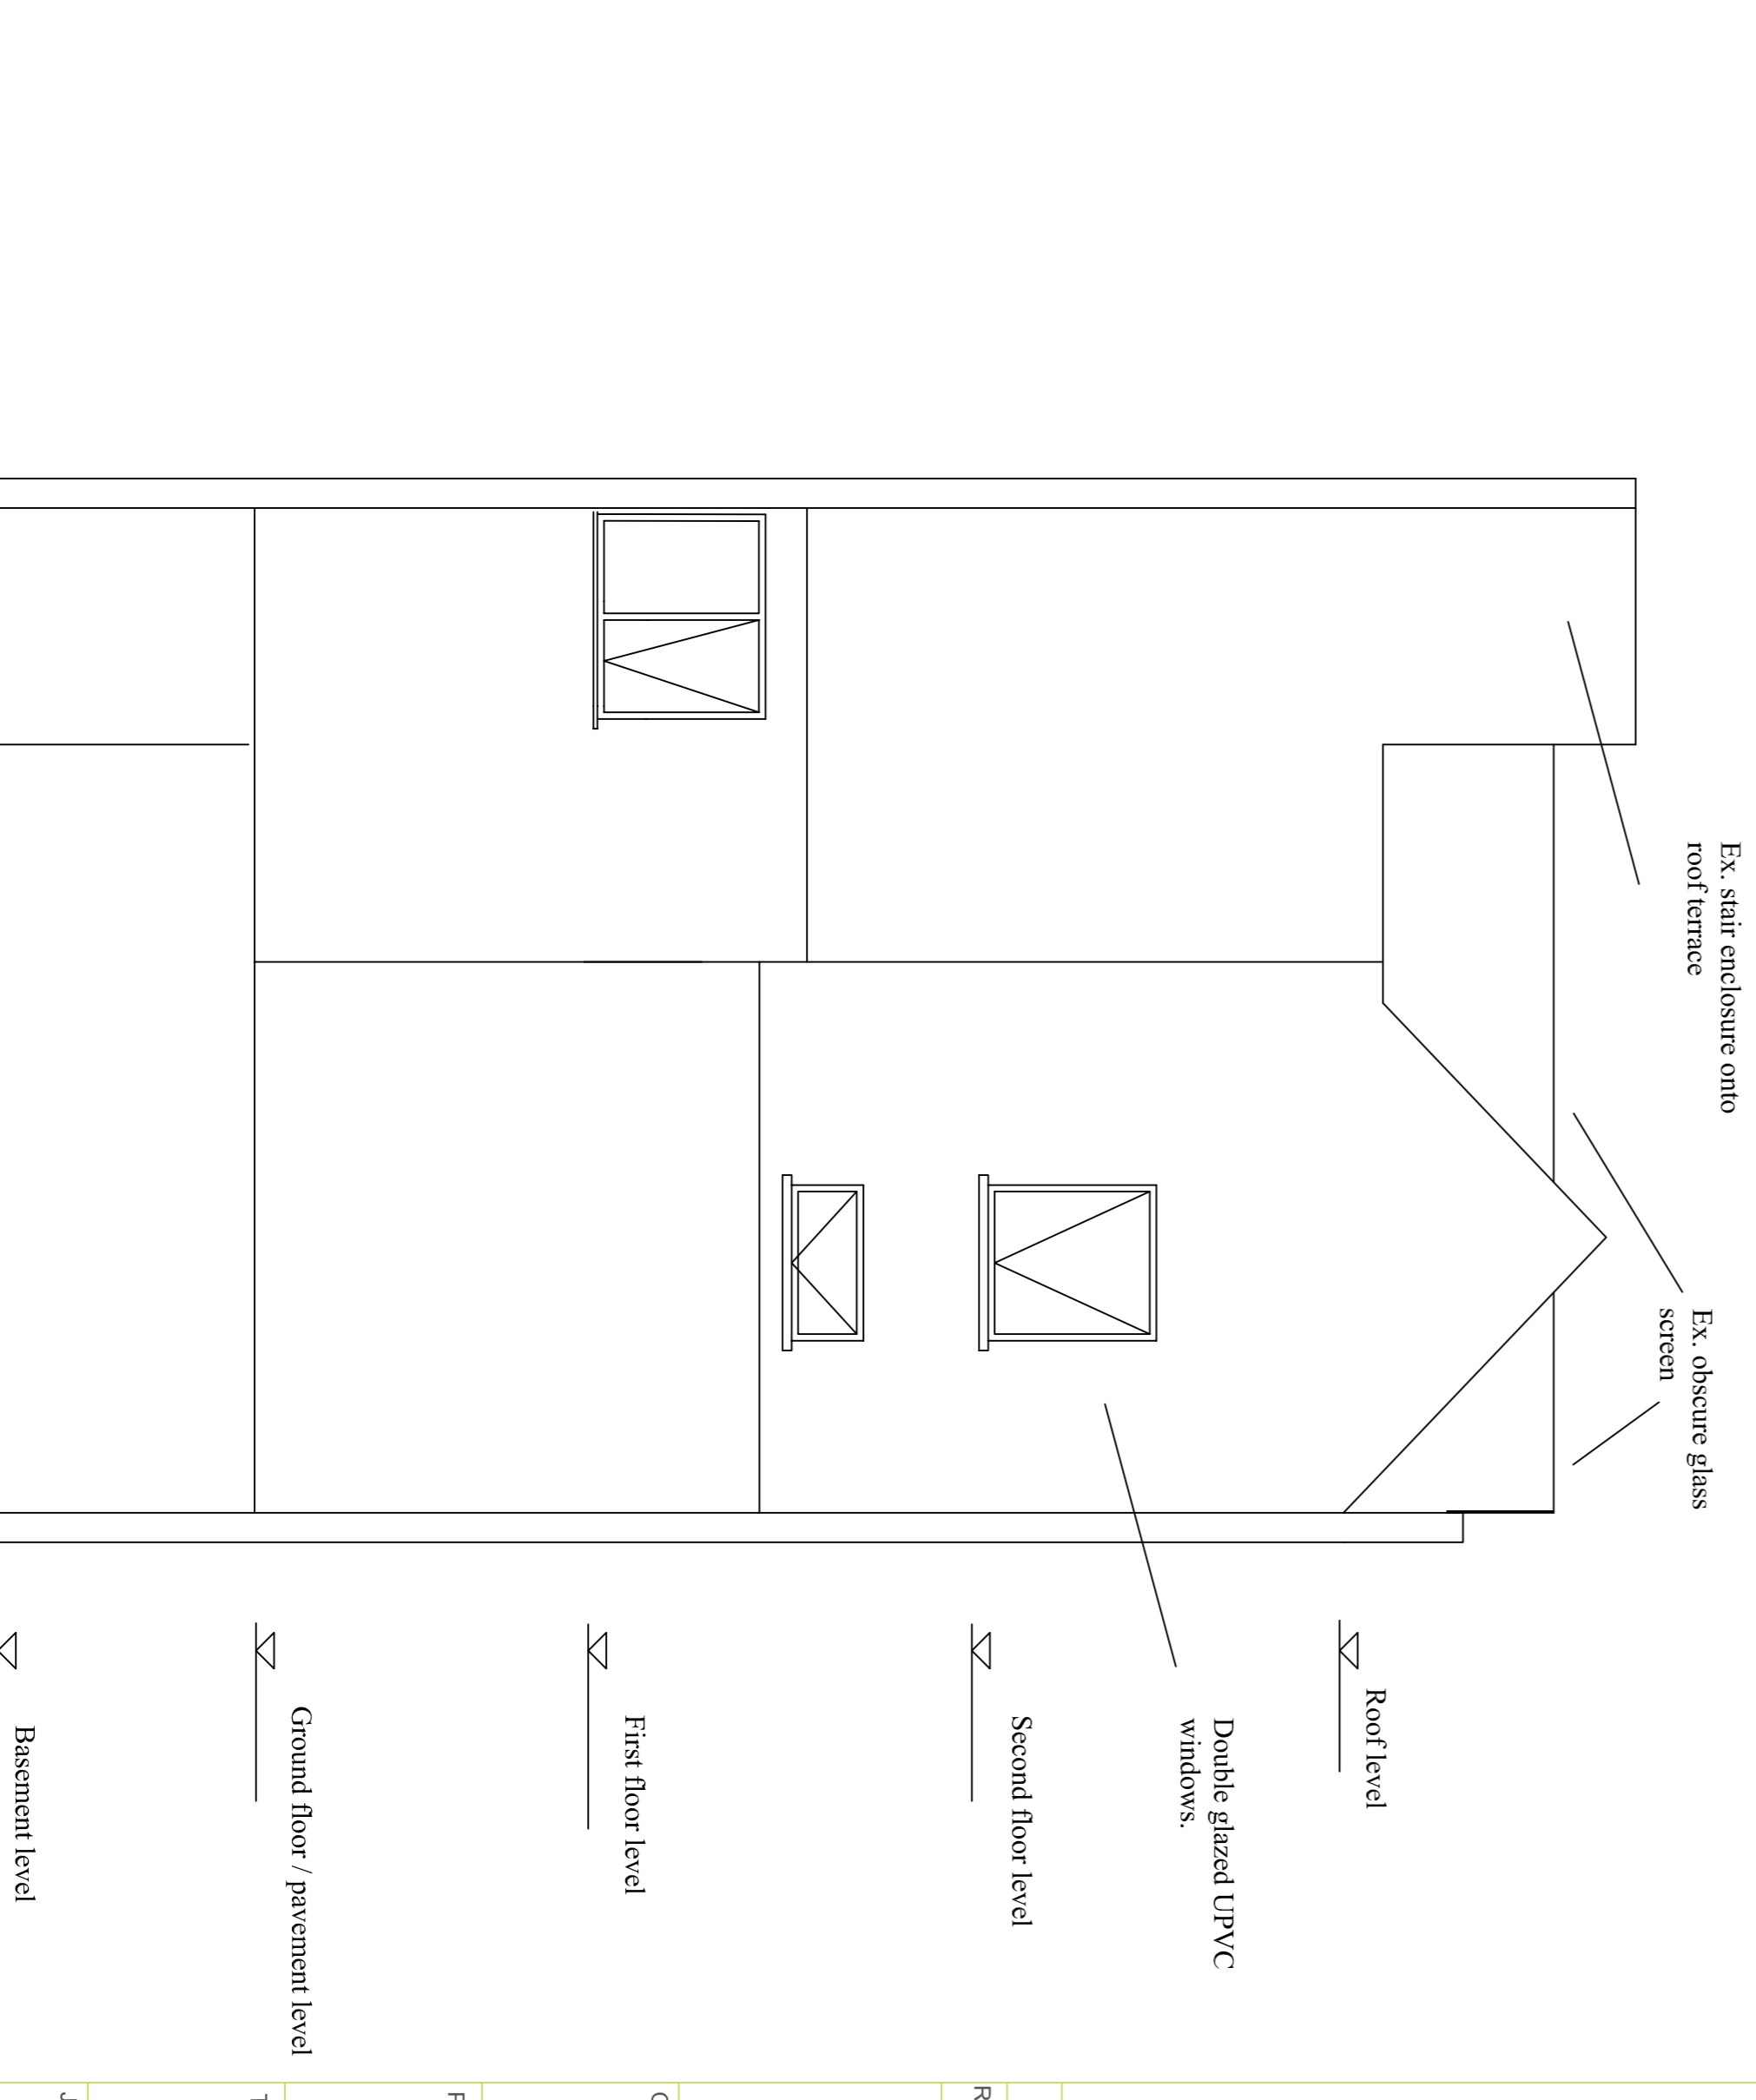 Ex. stair enclosure onto
roof terrace
Ex. obscure glass
screen
Roof level
Double glazed UPVC
windows.
Second floor level
First floor level
Ground floor / pavement level
Basement level
R